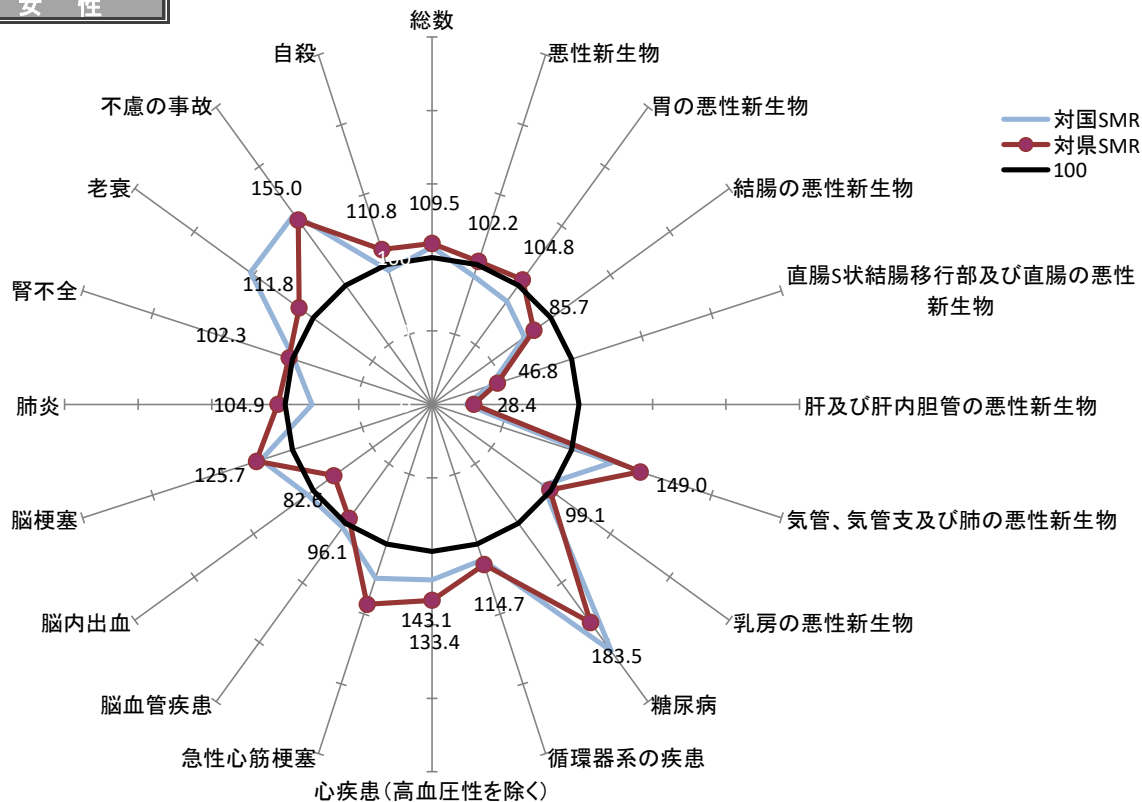 女 性
総数
自殺
悪性新生物
不慮の事故
胃の悪性新生物
対国SMR
対県SMR
100
老衰
155.0
110.8
109.5
102.2
結腸の悪性新生物
104.8
100
腎不全
111.8
85.7
直腸S状結腸移行部及び直腸の悪性
新生物
102.3
46.8
肺炎
104.9
28.4
肝及び肝内胆管の悪性新生物
125.7
149.0
脳梗塞
82.6
99.1
気管、気管支及び肺の悪性新生物
96.1
脳内出血
143.1
114.7
乳房の悪性新生物
133.4
183.5
脳血管疾患
糖尿病
急性心筋梗塞
循環器系の疾患
心疾患(高血圧性を除く)